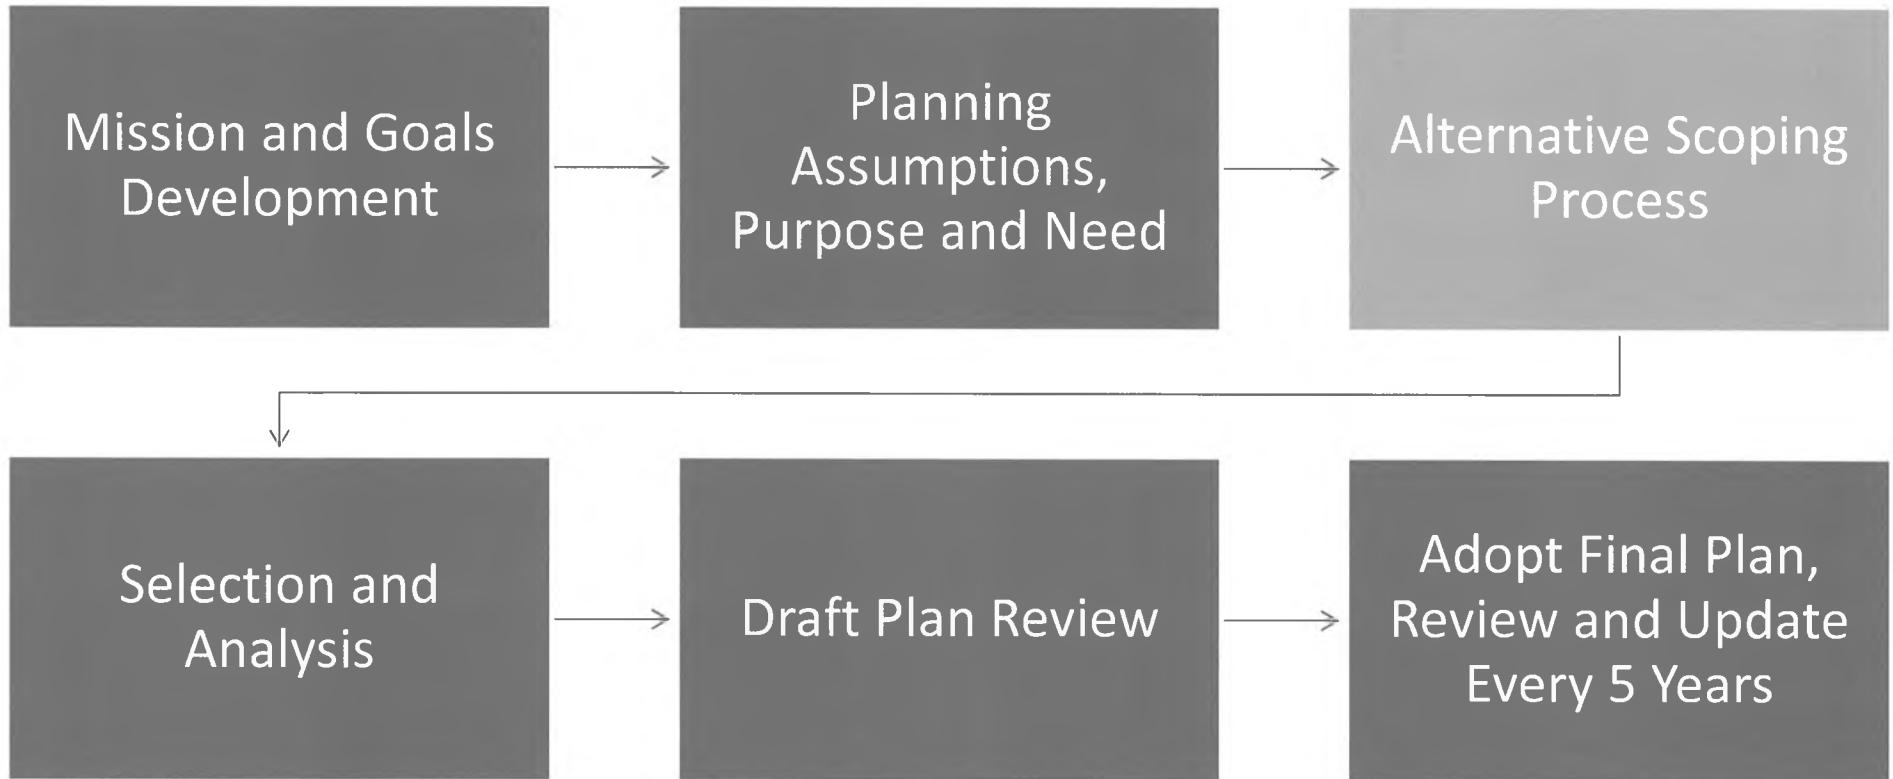 Mission and Goals
Development
Planning
Assumptions,
Purpose and Need
Alternative Scoping
Process
Selection and
Analysis
Draft Plan Review
Adopt Final Plan,
Review and Update
Every 5 Years